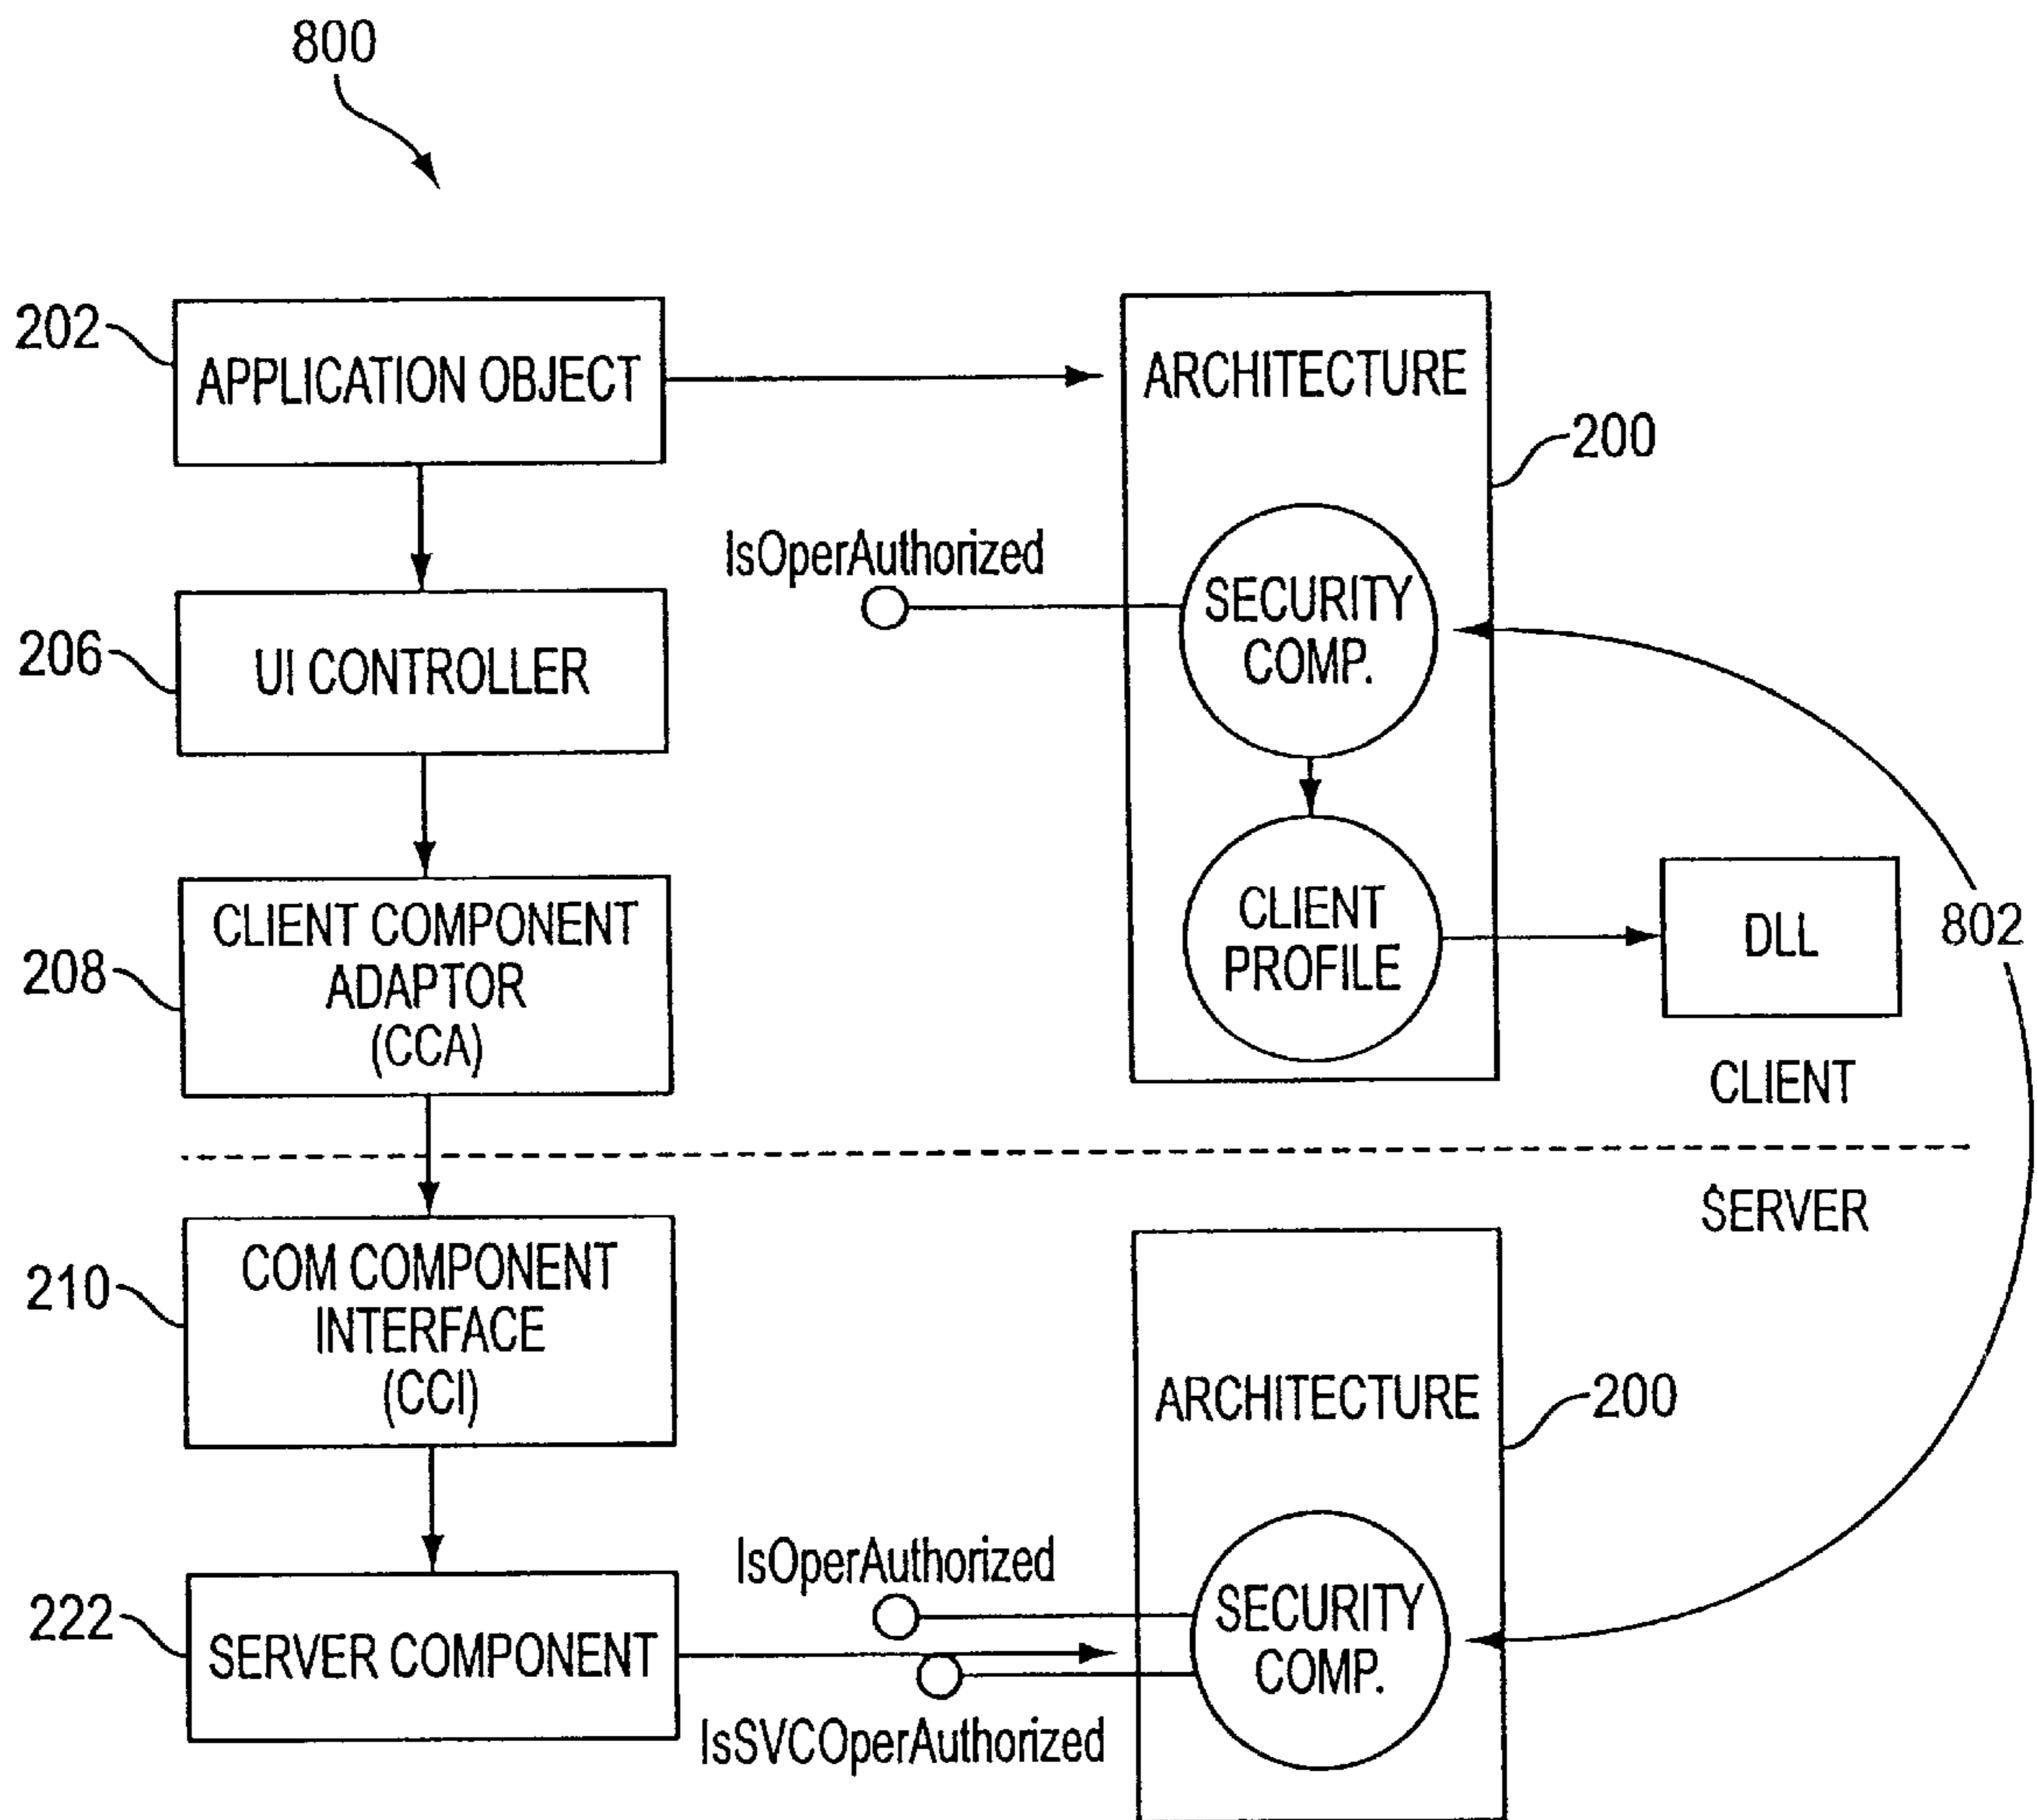 800
202
APPLICATION OBJECT
ARCHITECTURE
200
IsOperAuthorized
SECURITY
COMP.
206
UI CONTROLLER
208
CLIENT COMPONENT
ADAPTOR
(CCA)
CLIENT
PROFILE
DLL
802
CLIENT
SERVER
210
COM COMPONENT
INTERFACE
(CCI)
ARCHITECTURE
200
IsOperAuthorized
222
SERVER COMPONENT
SECURITY
COMP.
IsSVCOperAuthorized